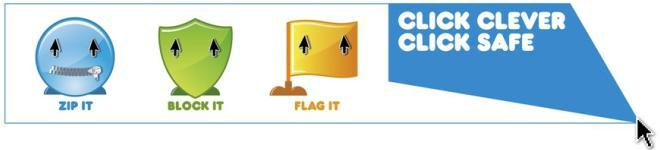 ZIP IT
BLOCK IT
FLAG IT
CLICK CLEVER
CLICK SAFE